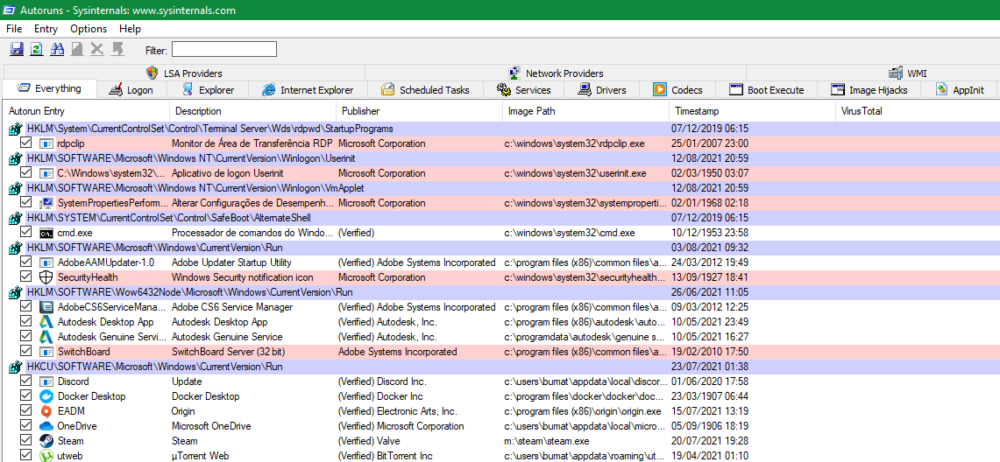 Autoruns - Sysinternals: www.sysinternals.com
File Entry Options Help
Filter:
LSA Providers Network Providers WMI
Everything Logon Explorer Internet Explorer Scheduled Tasks Services Drivers Codecs Boot Execute Image Hijacks AppInit
Autorun Entry Description Publisher Image Path Timestamp VirusTotal
HKLM\System\CurrentControlSet\Control\Terminal Server\Wds\rdpwd\StartupPrograms 07/12/2019 06:15
rdpclip Monitor de Área de Transferência RDP Microsoft Corporation c:\windows\system32\rdpclip.exe 25/01/2007 23:00
HKLM\SOFTWARE\Microsoft\Windows NT\CurrentVersion\Winlogon\Userinit 12/08/2021 20:59
C:\Windows\system32\... Aplicativo de logon Userinit Microsoft Corporation c:\windows\system32\userinit.exe 02/03/1950 03:07
HKLM\SOFTWARE\Microsoft\Windows NT\CurrentVersion\Winlogon\VmApplet 12/08/2021 20:59
SystemPropertiesPerform... Alterar Configurações de Desempenh... Microsoft Corporation c:\windows\system32\systemproperti... 02/01/1968 02:18
HKLM\SYSTEM\CurrentControlSet\Control\SafeBoot\AlternateShell 07/12/2019 06:15
cmd.exe Processador de comandos do Windo... (Verified) c:\windows\system32\cmd.exe 10/12/1953 23:58
HKLM\SOFTWARE\Microsoft\Windows\CurrentVersion\Run 03/08/2021 09:32
AdobeAAMUpdater-1.0 Adobe Updater Startup Utility (Verified) Adobe Systems Incorporated c:\program files (x86)\common files\a... 24/03/2012 19:49
SecurityHealth Windows Security notification icon Microsoft Corporation c:\windows\system32\securityhealth... 13/09/1927 18:41
HKLM\SOFTWARE\Wow6432Node\Microsoft\Windows\CurrentVersion\Run 26/06/2021 11:05
AdobeCS6ServiceMana... Adobe CS6 Service Manager (Verified) Adobe Systems Incorporated c:\program files (x86)\common files\a... 09/03/2012 12:25
Autodesk Desktop App Autodesk Desktop App (Verified) Autodesk, Inc. c:\program files (x86)\autodesk\auto... 10/05/2021 23:49
Autodesk Genuine Servi... Autodesk Genuine Service (Verified) Autodesk, Inc. c:\programdata\autodesk\genuine s... 10/05/2021 16:27
SwitchBoard SwitchBoard Server (32 bit) Adobe Systems Incorporated c:\program files (x86)\common files\a... 19/02/2010 17:50
HKCU\SOFTWARE\Microsoft\Windows\CurrentVersion\Run 23/07/2021 01:38
Discord Update (Verified) Discord Inc. c:\users\bumat\appdata\local\discor... 01/06/2020 17:58
Docker Desktop Docker Desktop (Verified) Docker Inc c:\program files\docker\docker\doc... 23/03/1907 06:44
EADM Origin (Verified) Electronic Arts, Inc. c:\program files (x86)\origin\origin.exe 15/07/2021 13:19
OneDrive Microsoft OneDrive (Verified) Microsoft Corporation c:\users\bumat\appdata\local\micro... 05/09/1906 18:19
Steam Steam (Verified) Valve m:\steam\steam.exe 20/07/2021 19:28
utweb µTorrent Web (Verified) BitTorrent Inc c:\users\bumat\appdata\roaming\ut... 19/04/2021 01:10